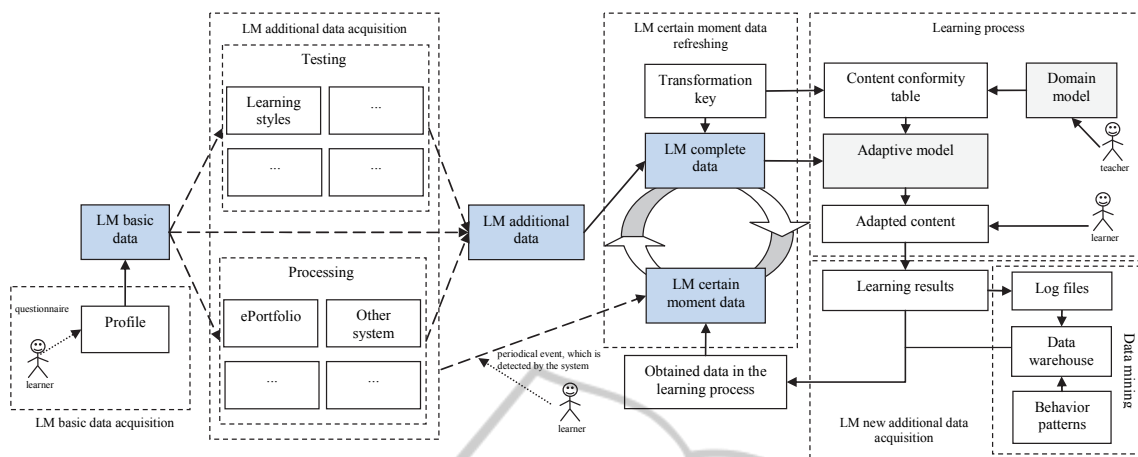 LM additional data acquisition
Testing
Learning
styles
...
...
...
LM basic
data
LM additional
data
Processing
ePortfolio
Other
system
...
...
questionnaire
Profile
learner
LM basic data acquisition
LM certain moment data
refreshing
Transformation
key
LM complete
data
LM certain
moment data
periodical event, which is
detected by the system
learner
Obtained data in the
learning process
Learning process
Content conformity
table
Domain
model
teacher
Adaptive model
Adapted content
learner
Learning results
Log files
Data
warehouse
Behavior
patterns
Data mining
LM new additional data
acquisition